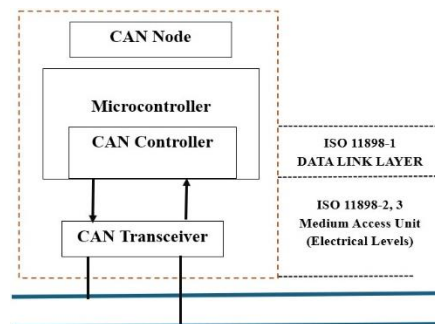 CAN Node
Microcontroller
CAN Controller
ISO 11898-1
DATA LINK LAYER
ISO 11898-2, 3
Medium Access Unit
(Electrical Levels)
CAN Transceiver